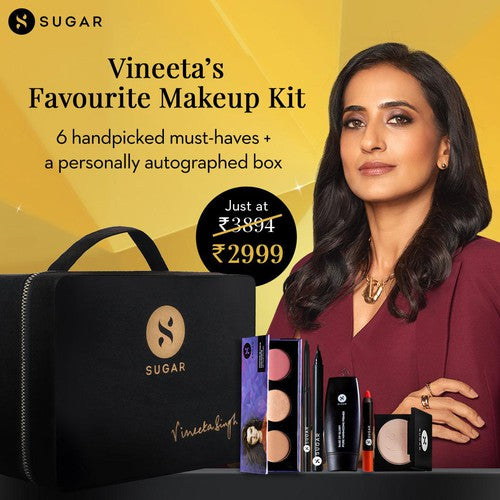 SUGAR
Vineeta's
Favourite Makeup Kit
6 handpicked must-haves +
a personally autographed box
Just at
₹3894
₹2999
SUGAR
Vineeta Singh
SUGAR
SUGAR